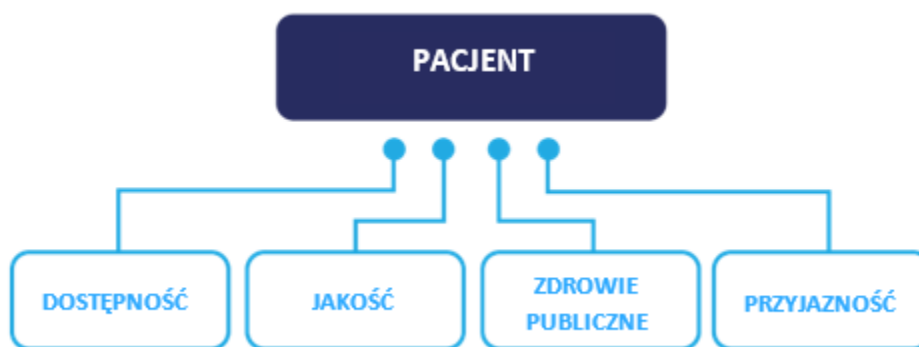 PACJENT
DOSTĘPNOŚĆ
JAKOŚĆ
ZDROWIE
PUBLICZNE
PRZYJAZNOŚĆ